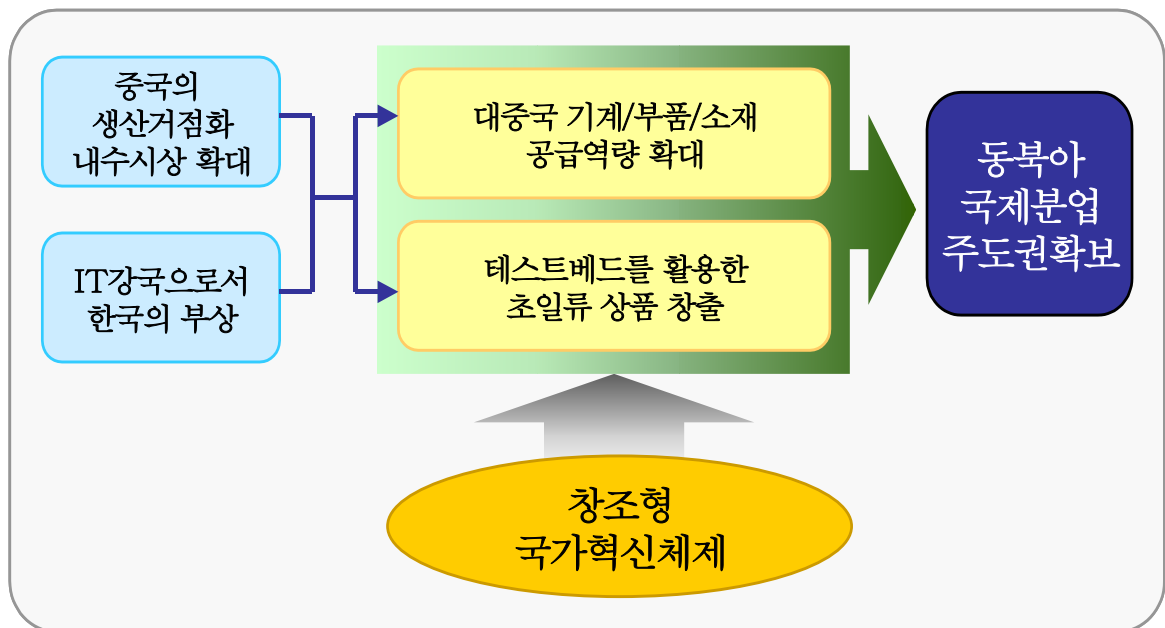 중국의
생산거점화
내수시상 확대
IT강국으로서
한국의 부상
대중국 기계/부품/소재
공급역량 확대
테스트베드를 활용한
초일류 상품 창출
동북아
국제분업
주도권확보
창조형
국가혁신체제